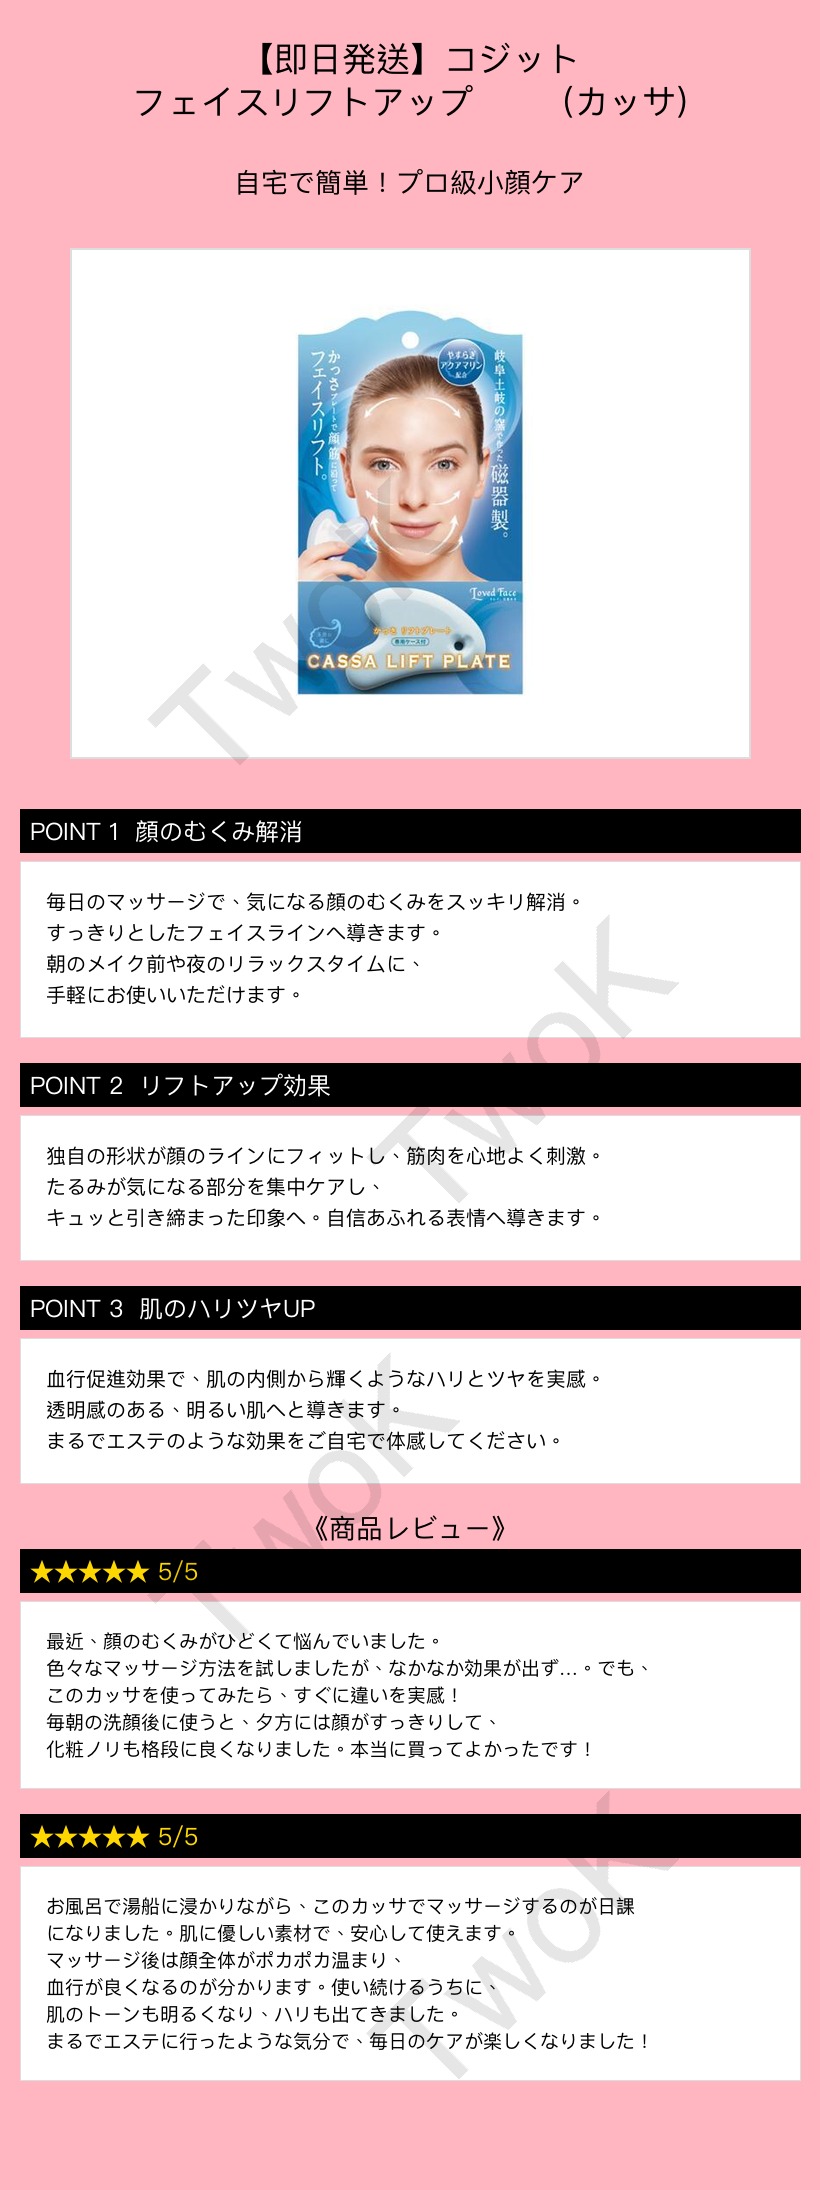 【即日発送】コジット
フェイスリフトアップ　　（カッサ）
自宅で簡単！プロ級小顔ケア
かっさプレートで顔筋に沿って
フェイスリフト。
やすらぎ
アクアマリン
配合
岐阜土岐の窯で作った
磁器製。
Loved Face
かっさ リフトプレート
専用ケース付
CASSA LIFT PLATE
POINT 1 顔のむくみ解消
毎日のマッサージで、気になる顔のむくみをスッキリ解消。
すっきりとしたフェイスラインへ導きます。
朝のメイク前や夜のリラックスタイムに、
手軽にお使いいただけます。
POINT 2 リフトアップ効果
独自の形状が顔のラインにフィットし、筋肉を心地よく刺激。
たるみが気になる部分を集中ケアし、
キュッと引き締まった印象へ。自信あふれる表情へ導きます。
POINT 3 肌のハリツヤUP
血行促進効果で、肌の内側から輝くようなハリとツヤを実感。
透明感のある、明るい肌へと導きます。
まるでエステのような効果をご自宅で体感してください。
《商品レビュー》
★★★★★ 5/5
最近、顔のむくみがひどくて悩んでいました。
色々なマッサージ方法を試しましたが、なかなか効果が出ず...。でも、
このカッサを使ってみたら、すぐに違いを実感！
毎朝の洗顔後に使うと、夕方には顔がすっきりして、
化粧ノリも格段に良くなりました。本当に買ってよかったです！
★★★★★ 5/5
お風呂で湯船に浸かりながら、このカッサでマッサージするのが日課
になりました。肌に優しい素材で、安心して使えます。
マッサージ後は顔全体がポカポカ温まり、
血行が良くなるのが分かります。使い続けるうちに、
肌のトーンも明るくなり、ハリも出てきました。
まるでエステに行ったような気分で、毎日のケアが楽しくなりました！
TwoK
TwoK
TwoK
TwoK